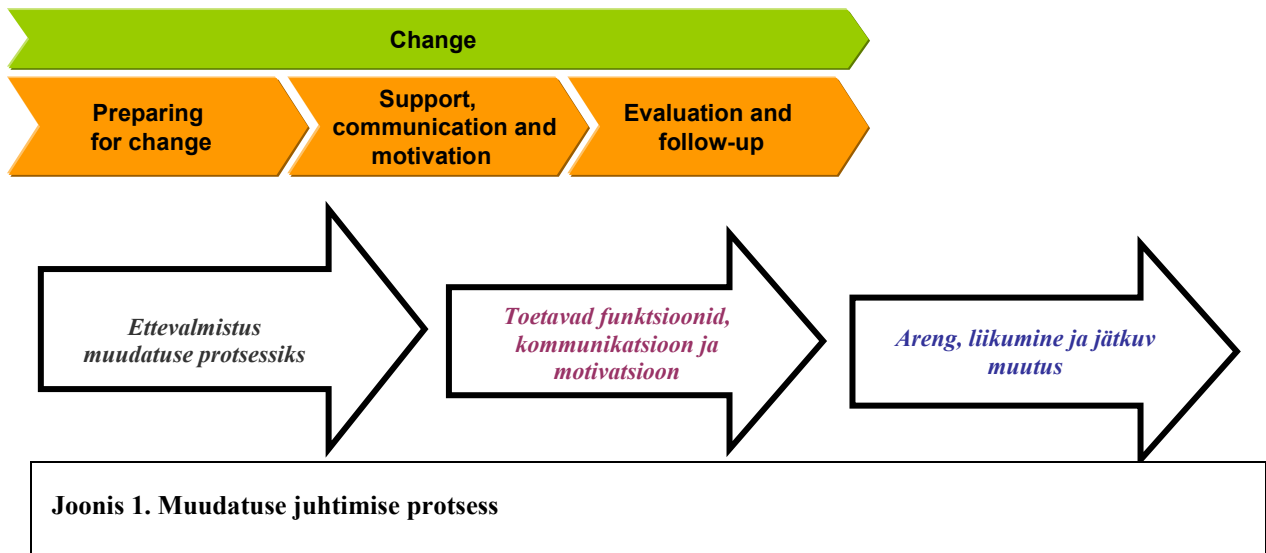 Change
Preparing
for change
Support,
communication and
motivation
Evaluation and
follow-up
Ettevalmistus
muudatuse protsessiks
Toetavad funktsioonid,
kommunikatsioon ja
motivatsioon
Areng, liikumine ja jätkuv
muutus
Joonis 1. Muudatuse juhtimise protsess